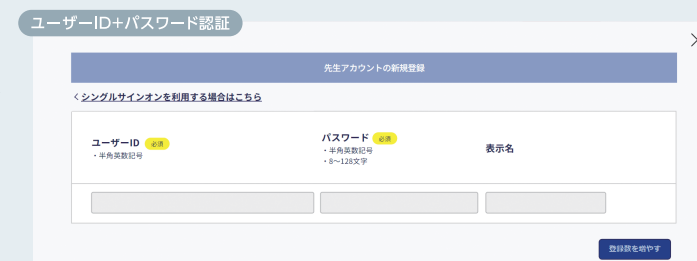 ユーザーID+パスワード認証
先生アカウントの新規登録
<シングルサインオンを利用する場合はこちら
ユーザーID 必須
・半角英数記号
パスワード 必須
・半角英数記号
・8〜128文字
表示名
登録数を増やす